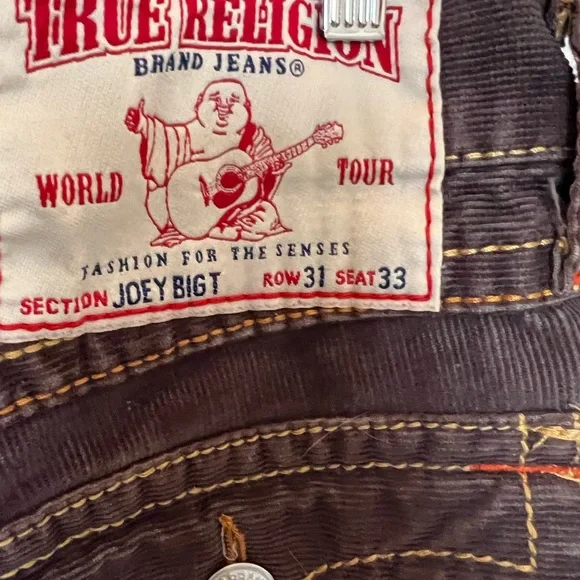 TRUE RELIGION
BRAND JEANS®
WORLD TOUR
FASHION FOR THE SENSES
SECTION JOEY BIG T ROW 31 SEAT 33